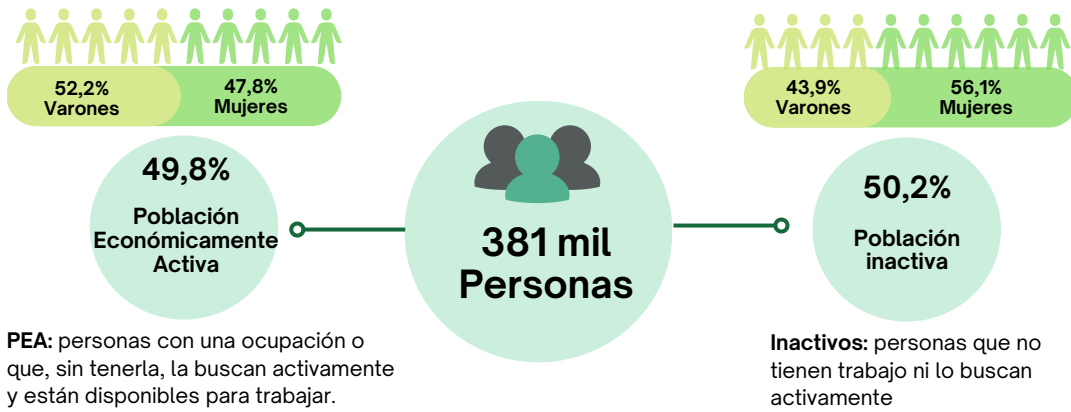 52,2%
Varones
47,8%
Mujeres
49,8%
Población
Económicamente
Activa
PEA: personas con una ocupación o
que, sin tenerla, la buscan activamente
y están disponibles para trabajar.
381 mil
Personas
43,9%
Varones
56,1%
Mujeres
50,2%
Población
inactiva
Inactivos: personas que no
tienen trabajo ni lo buscan
activamente